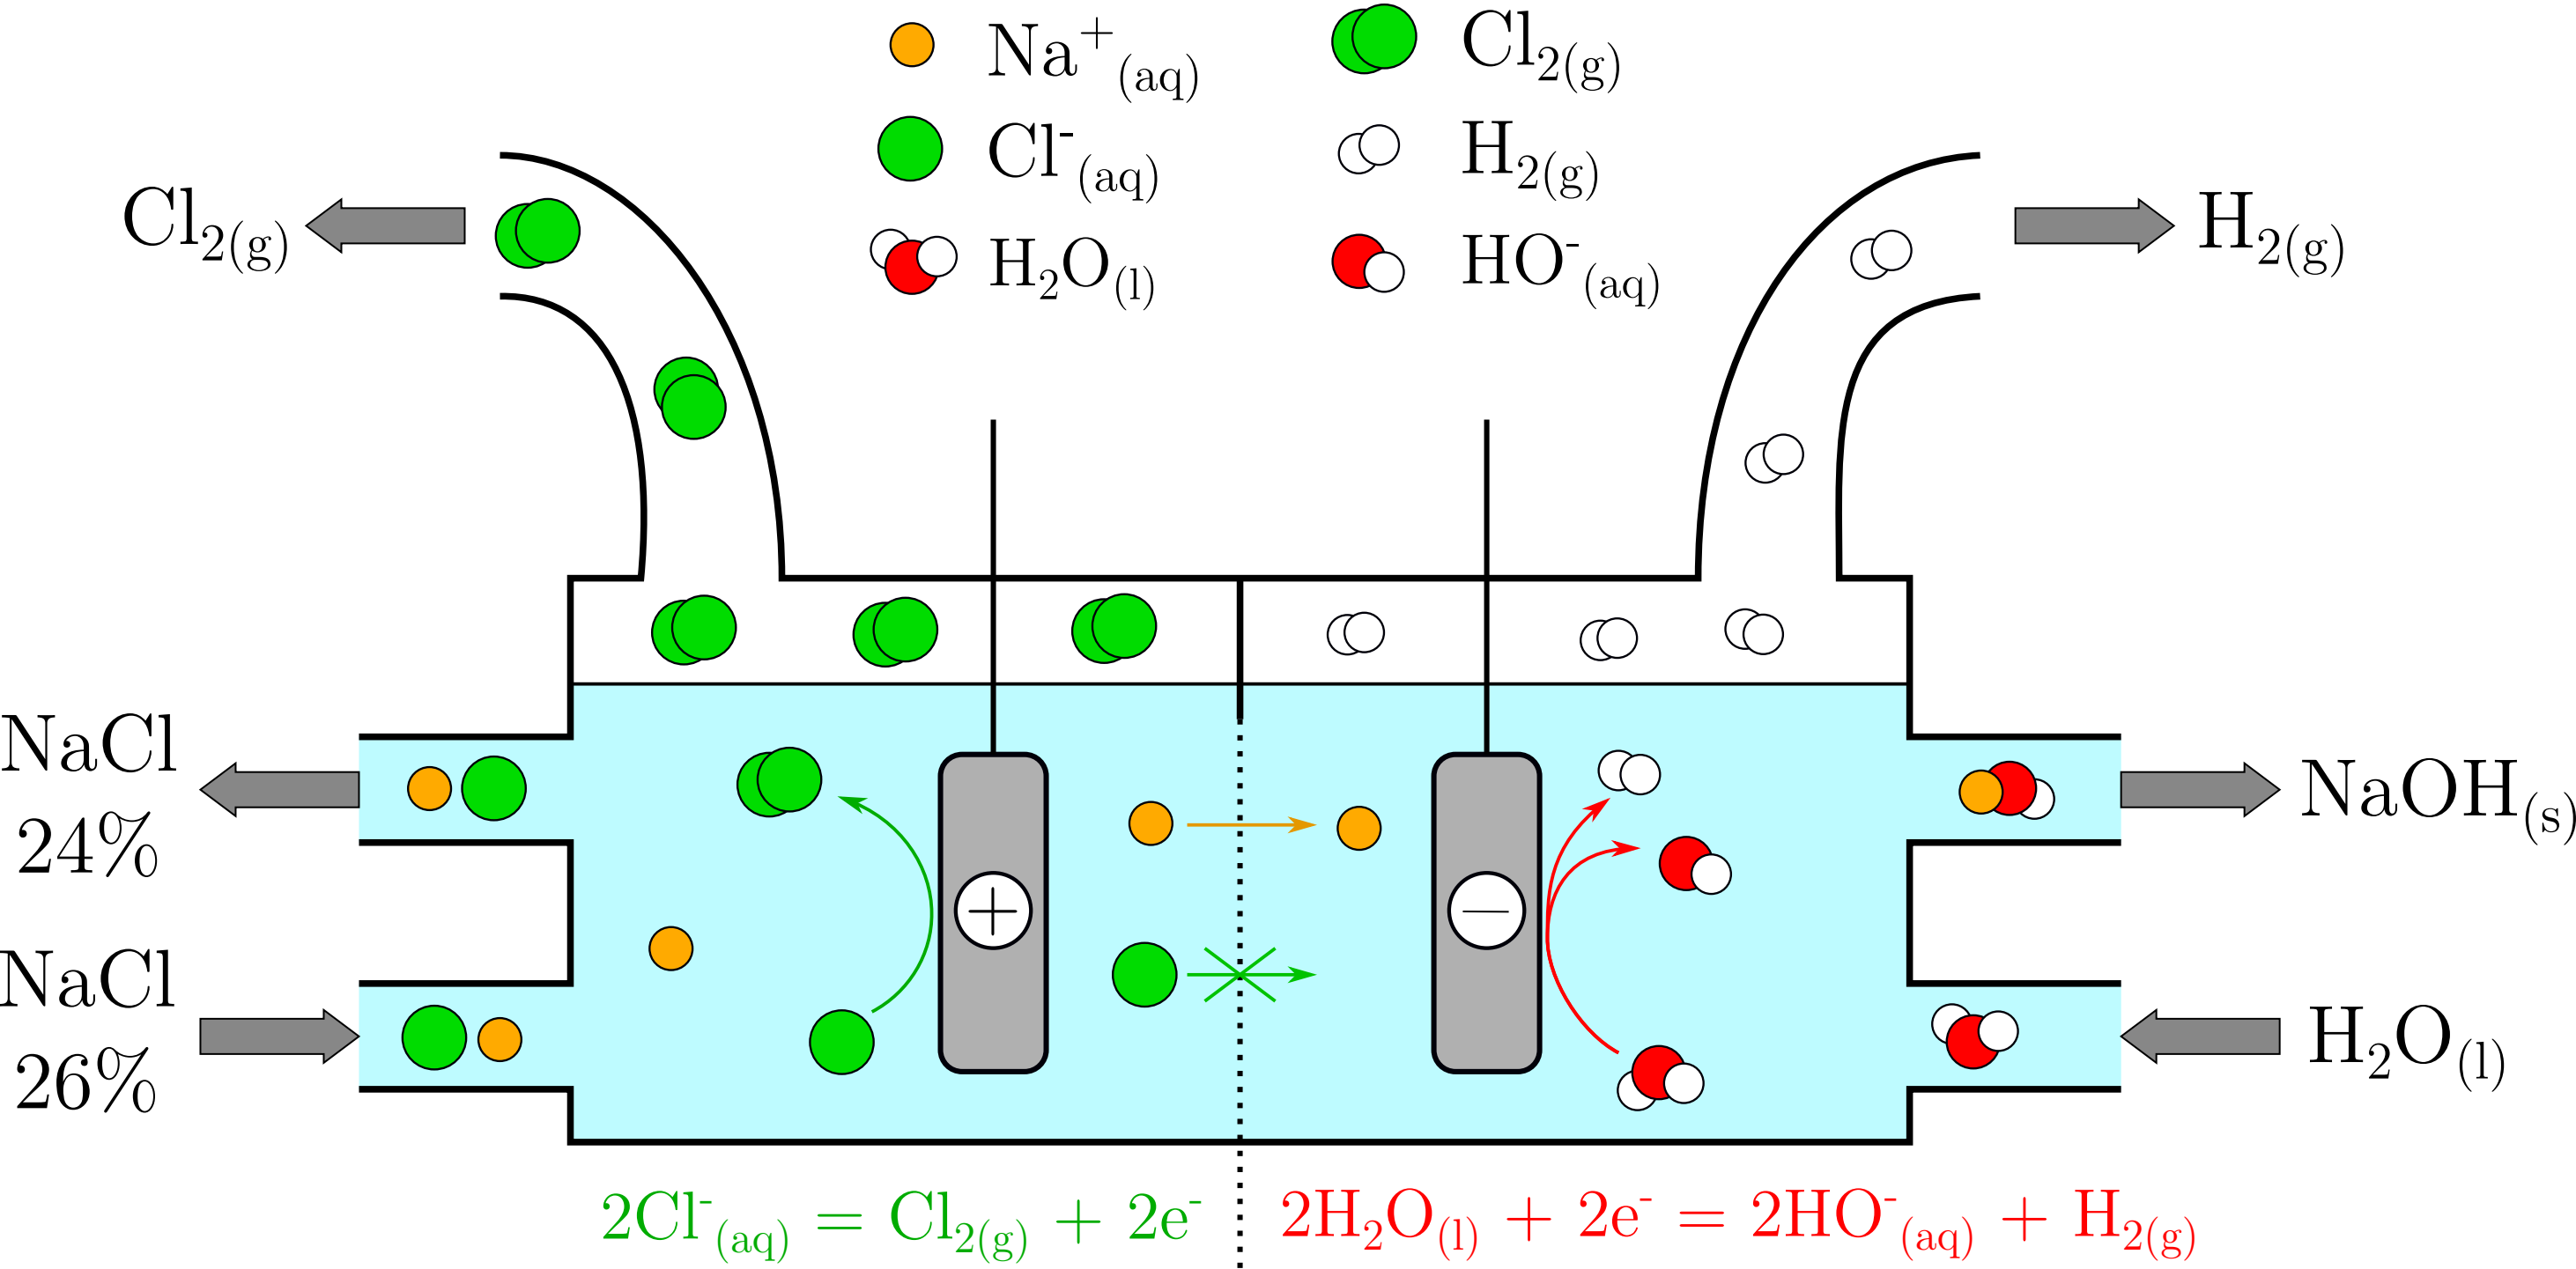 Na⁺(aq)
Cl₂(g)
Cl⁻(aq)
H₂(g)
H₂O(l)
HO⁻(aq)
Cl₂(g)
H₂(g)
NaCl
24%
NaOH(s)
NaCl
26%
H₂O(l)
+
−
2Cl⁻(aq) = Cl₂(g) + 2e⁻
2H₂O(l) + 2e⁻ = 2HO⁻(aq) + H₂(g)